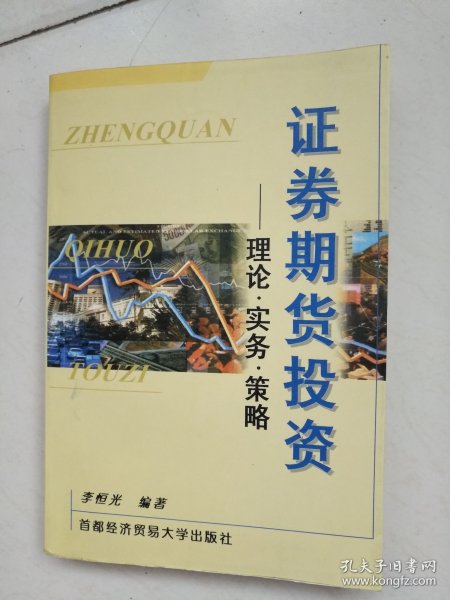 证券期货投资
——理论·实务·策略
ZHENGQUAN
QIHUO
TOUZI
李恒光 编著
首都经济贸易大学出版社
孔夫子旧书网
www.kongfz.com